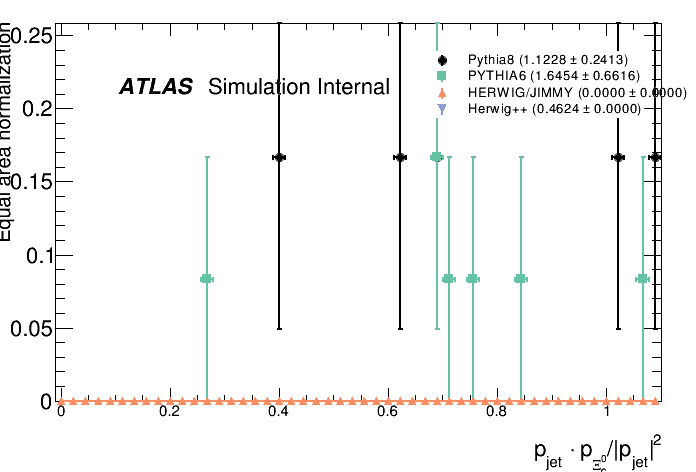 Equal area normalization
0.25
0.2
0.15
0.1
0.05
0
ATLAS Simulation Internal
Pythia8 (1.1228 ± 0.2413)
PYTHIA6 (1.6454 ± 0.6616)
HERWIG/JIMMY (0.0000 ± 0.0000)
Herwig++ (0.4624 ± 0.0000)
0 0.2 0.4 0.6 0.8 1
p_jet · p_Ξ⁰/|p_jet|²